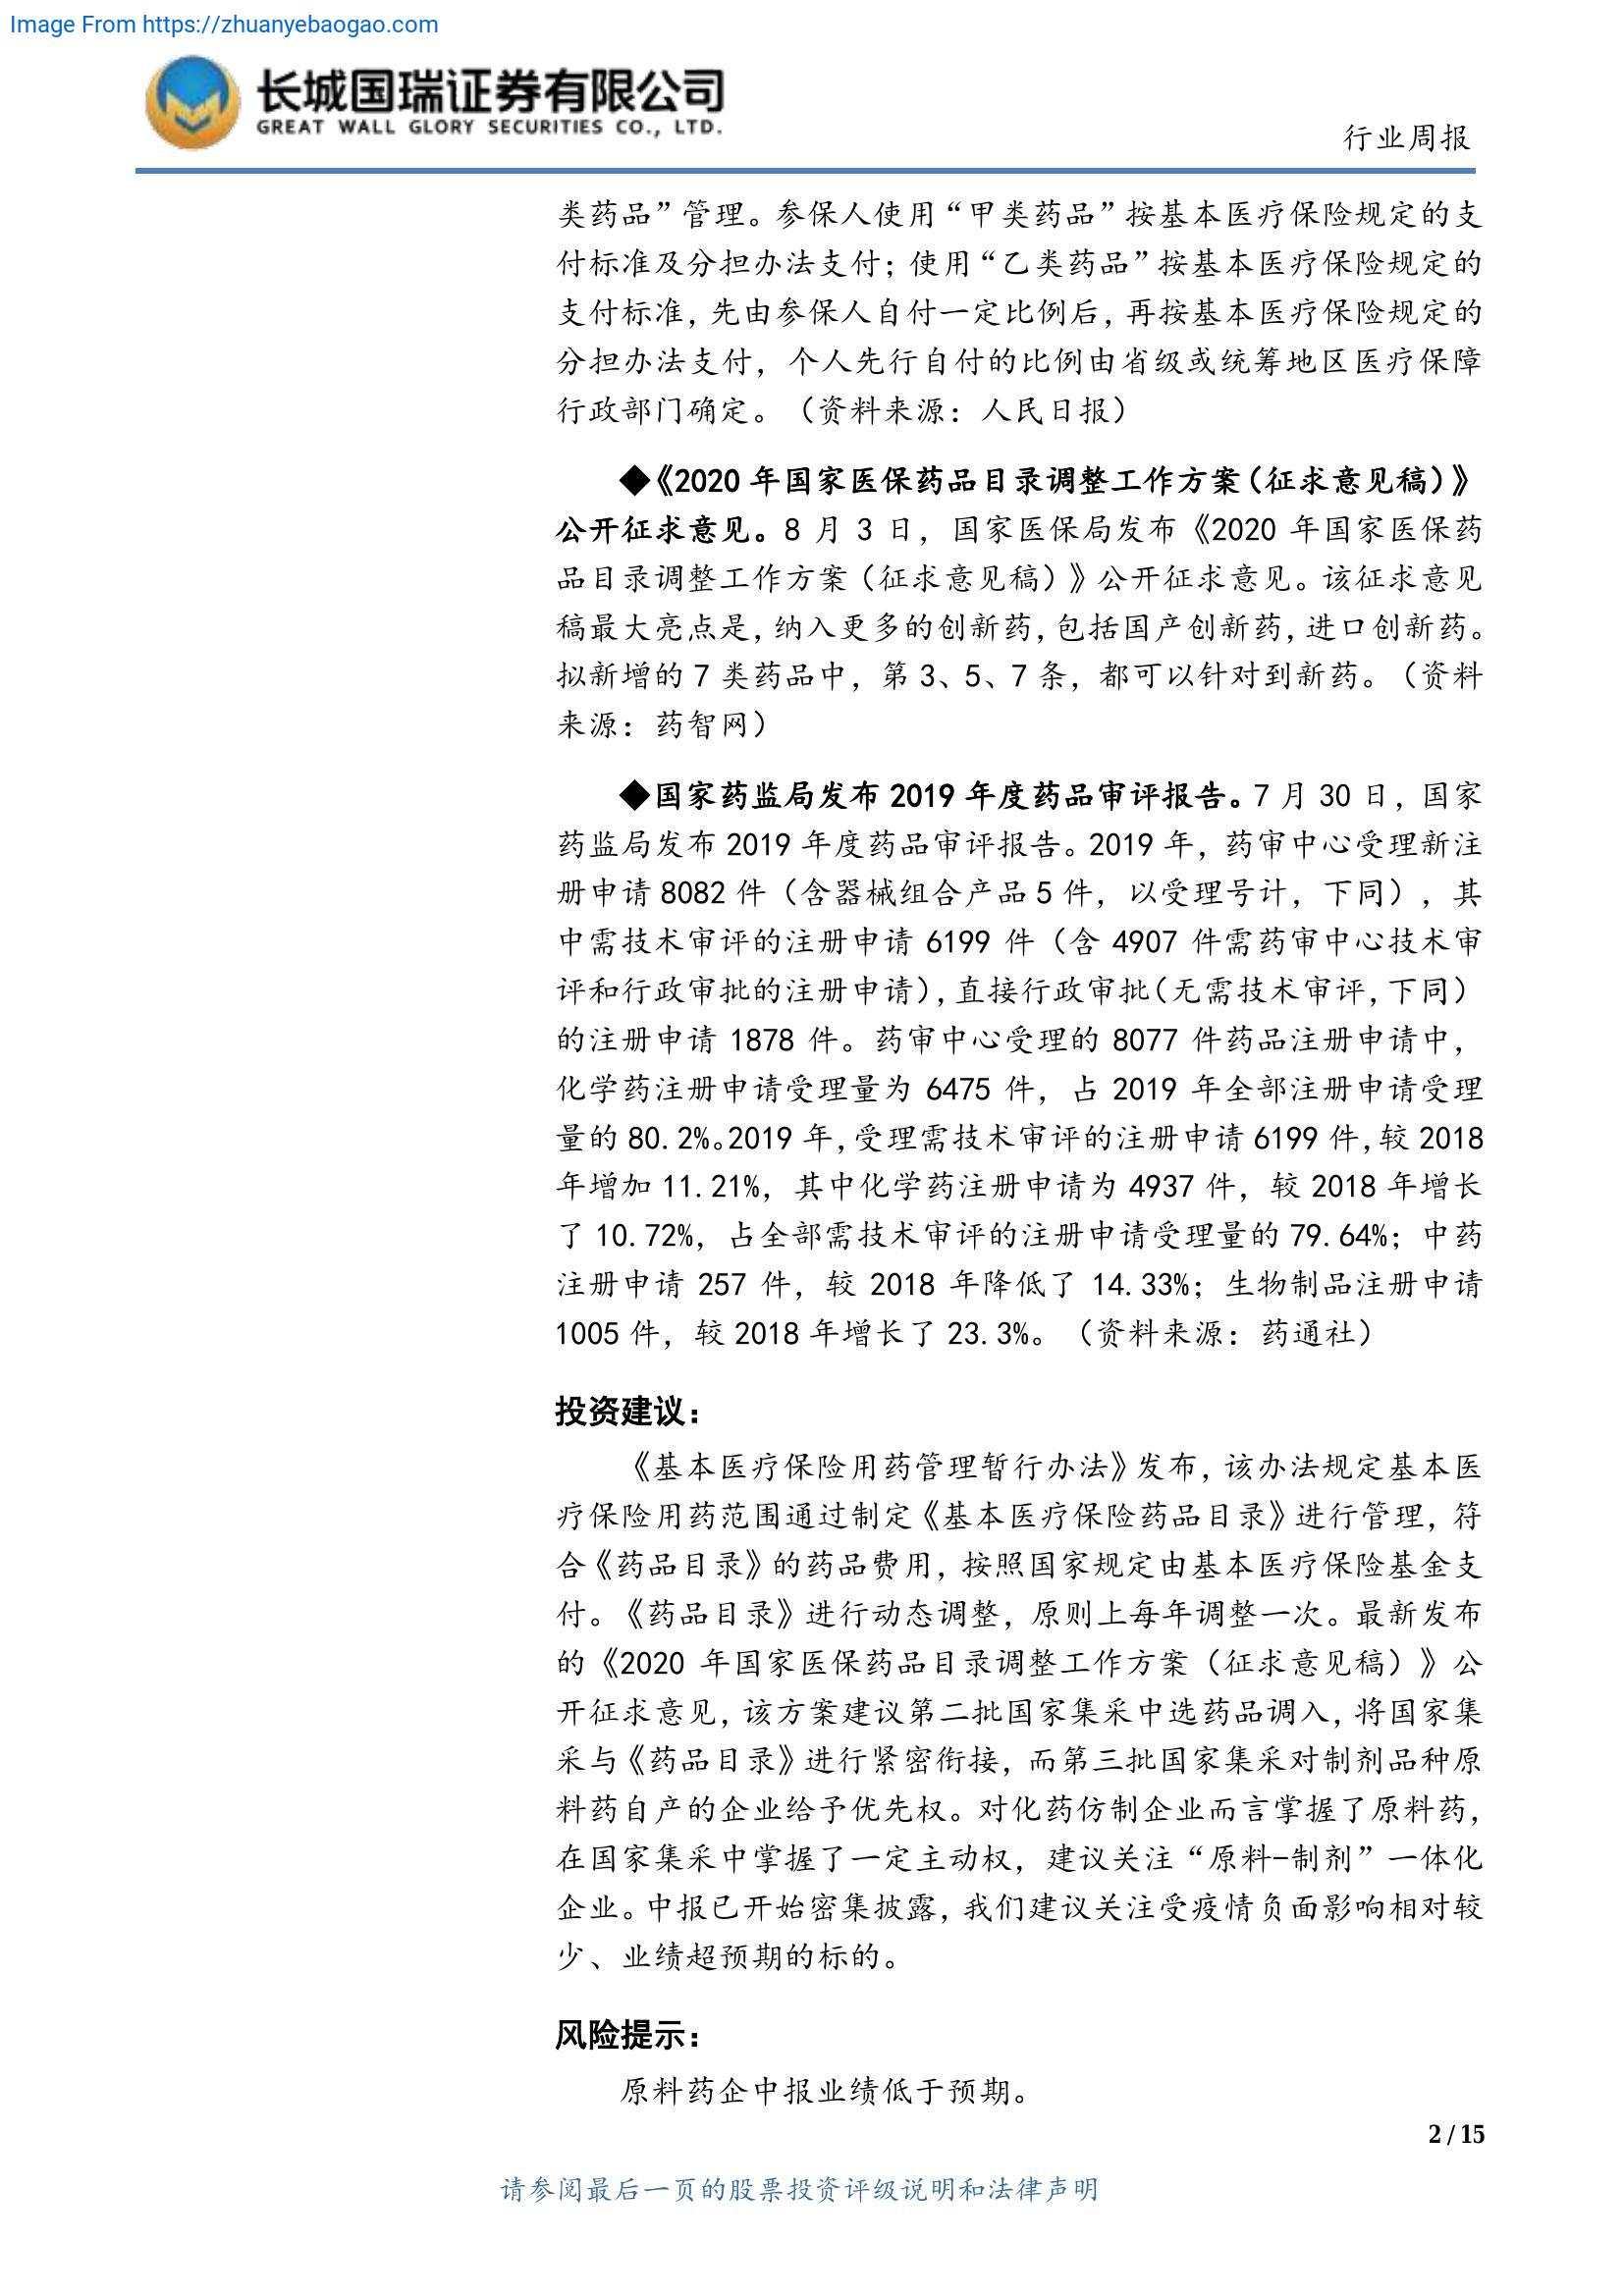 Image From https://zhuanyebaogao.com
长城国瑞证券有限公司
GREAT WALL GLORY SECURITIES CO., LTD.
行业周报
类药品”管理。参保人使用“甲类药品”按基本医疗保险规定的支
付标准及分担办法支付；使用“乙类药品”按基本医疗保险规定的
支付标准，先由参保人自付一定比例后，再按基本医疗保险规定的
分担办法支付，个人先行自付的比例由省级或统筹地区医疗保障
行政部门确定。（资料来源：人民日报）
◆《2020 年国家医保药品目录调整工作方案（征求意见稿）》
公开征求意见。8 月 3 日，国家医保局发布《2020 年国家医保药
品目录调整工作方案（征求意见稿）》公开征求意见。该征求意见
稿最大亮点是，纳入更多的创新药，包括国产创新药，进口创新药。
拟新增的 7 类药品中，第 3、5、7 条，都可以针对到新药。（资料
来源：药智网）
◆国家药监局发布 2019 年度药品审评报告。7 月 30 日，国家
药监局发布 2019 年度药品审评报告。2019 年，药审中心受理新注
册申请 8082 件（含器械组合产品 5 件，以受理号计，下同），其
中需技术审评的注册申请 6199 件（含 4907 件需药审中心技术审
评和行政审批的注册申请），直接行政审批（无需技术审评，下同）
的注册申请 1878 件。药审中心受理的 8077 件药品注册申请中，
化学药注册申请受理量为 6475 件，占 2019 年全部注册申请受理
量的 80.2%。2019 年，受理需技术审评的注册申请 6199 件，较 2018
年增加 11.21%，其中化学药注册申请为 4937 件，较 2018 年增长
了 10.72%，占全部需技术审评的注册申请受理量的 79.64%；中药
注册申请 257 件，较 2018 年降低了 14.33%；生物制品注册申请
1005 件，较 2018 年增长了 23.3%。（资料来源：药通社）
投资建议：
《基本医疗保险用药管理暂行办法》发布，该办法规定基本医
疗保险用药范围通过制定《基本医疗保险药品目录》进行管理，符
合《药品目录》的药品费用，按照国家规定由基本医疗保险基金支
付。《药品目录》进行动态调整，原则上每年调整一次。最新发布
的《2020 年国家医保药品目录调整工作方案（征求意见稿）》公
开征求意见，该方案建议第二批国家集采中选药品调入，将国家集
采与《药品目录》进行紧密衔接，而第三批国家集采对制剂品种原
料药自产的企业给予优先权。对化药仿制企业而言掌握了原料药，
在国家集采中掌握了一定主动权，建议关注“原料-制剂”一体化
企业。中报已开始密集披露，我们建议关注受疫情负面影响相对较
少、业绩超预期的标的。
风险提示：
原料药企中报业绩低于预期。
2 / 15
请参阅最后一页的股票投资评级说明和法律声明